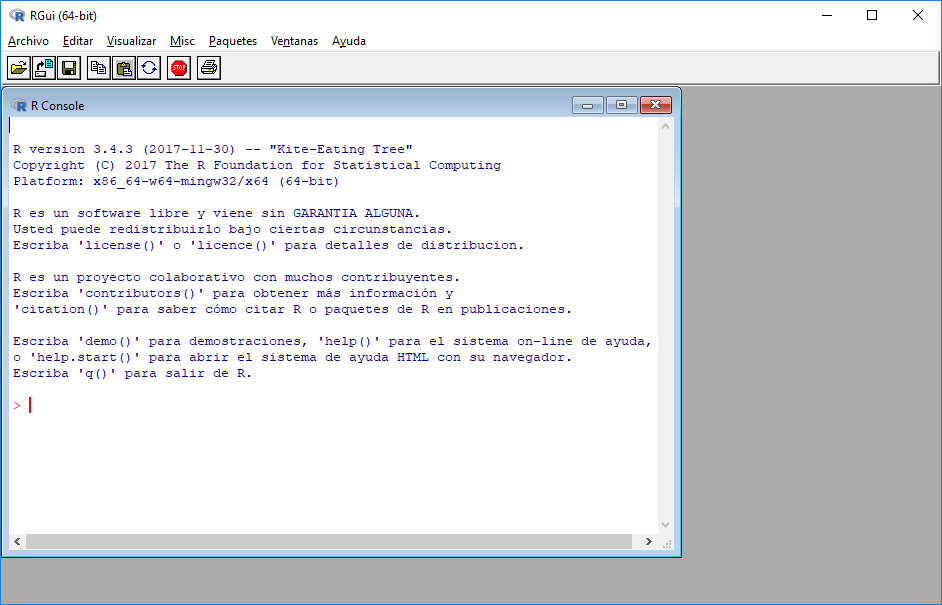 RGui (64-bit)
Archivo Editar Visualizar Misc Paquetes Ventanas Ayuda
STOP
R Console
R version 3.4.3 (2017-11-30) -- "Kite-Eating Tree"
Copyright (C) 2017 The R Foundation for Statistical Computing
Platform: x86_64-w64-mingw32/x64 (64-bit)
R es un software libre y viene sin GARANTIA ALGUNA.
Usted puede redistribuirlo bajo ciertas circunstancias.
Escriba 'license()' o 'licence()' para detalles de distribucion.
R es un proyecto colaborativo con muchos contribuyentes.
Escriba 'contributors()' para obtener más información y
'citation()' para saber cómo citar R o paquetes de R en publicaciones.
Escriba 'demo()' para demostraciones, 'help()' para el sistema on-line de ayuda,
o 'help.start()' para abrir el sistema de ayuda HTML con su navegador.
Escriba 'q()' para salir de R.
>